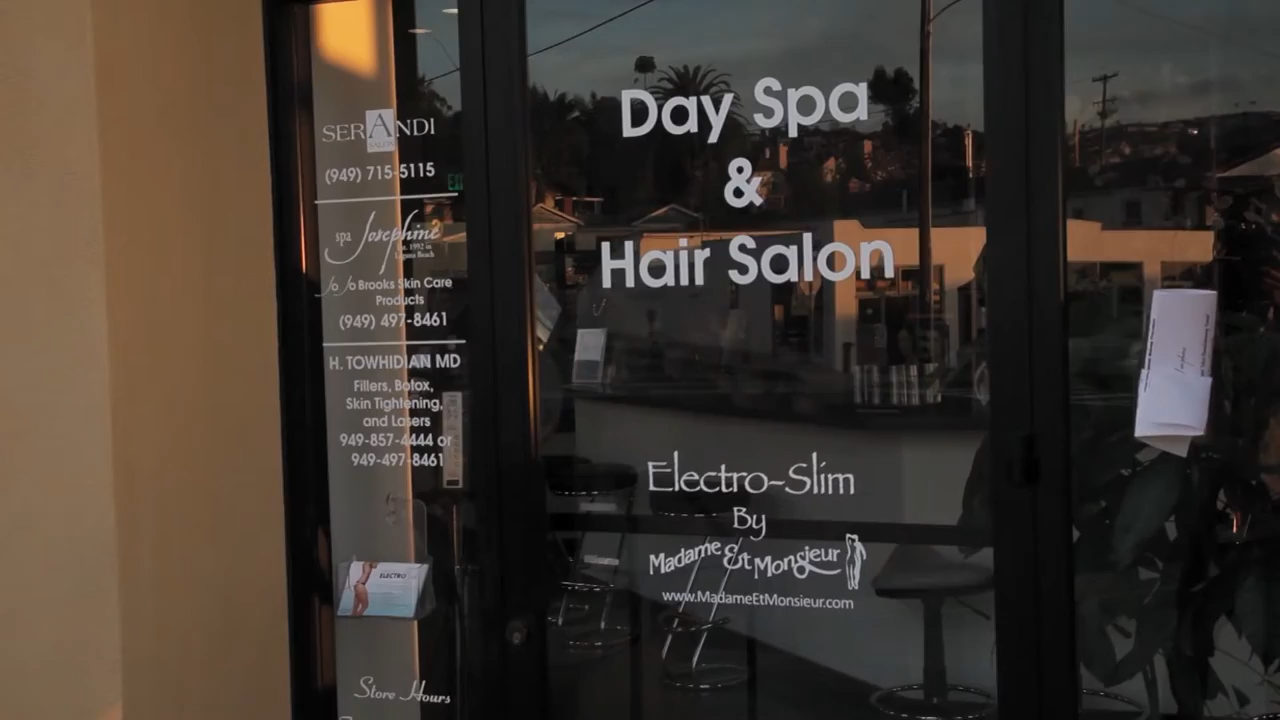 SERANDI
SALON
(949) 715-5115
EXIT
spa Josephine
Est. 1992 in
Laguna Beach
Jo Jo Brooks Skin Care
Products
(949) 497-8461
H. TOWHIDIAN MD
Fillers, Botox,
Skin Tightening,
and Lasers
949-857-4444 or
949-497-8461
ELECTRO
Store Hours
Day Spa
&
Hair Salon
Electro-Slim
By
Madame Et Monsieur
www.MadameEtMonsieur.com